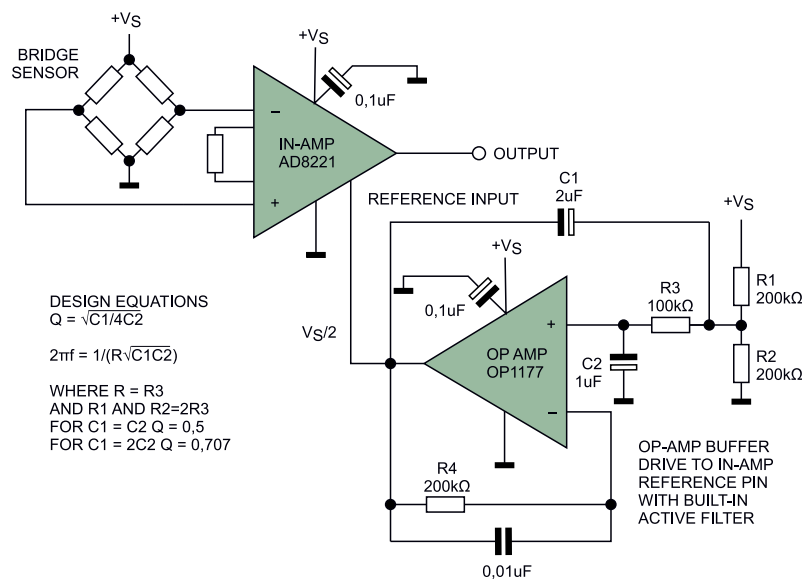 +VS
BRIDGE
SENSOR
+VS
0,1uF
−
IN-AMP
AD8221
+
OUTPUT
REFERENCE INPUT
C1
2uF
+VS
+VS
0,1uF
R3
100kΩ
R1
200kΩ
DESIGN EQUATIONS
Q = √C1/4C2
2πf = 1/(R√C1C2)
WHERE R = R3
AND R1 AND R2=2R3
FOR C1 = C2 Q = 0,5
FOR C1 = 2C2 Q = 0,707
VS/2
+
OP AMP
OP1177
−
C2
1uF
R2
200kΩ
R4
200kΩ
OP-AMP BUFFER
DRIVE TO IN-AMP
REFERENCE PIN
WITH BUILT-IN
ACTIVE FILTER
0,01uF